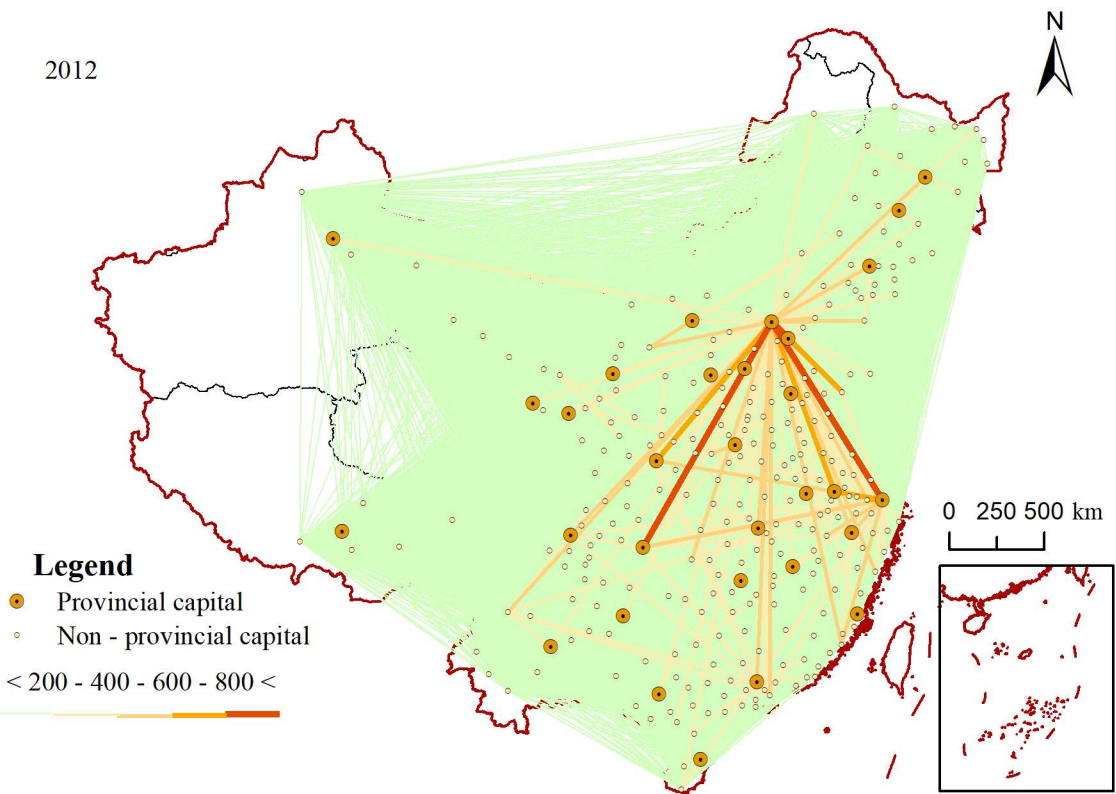 N
2012
0 250 500 km
Legend
Provincial capital
Non - provincial capital
< 200 - 400 - 600 - 800 <